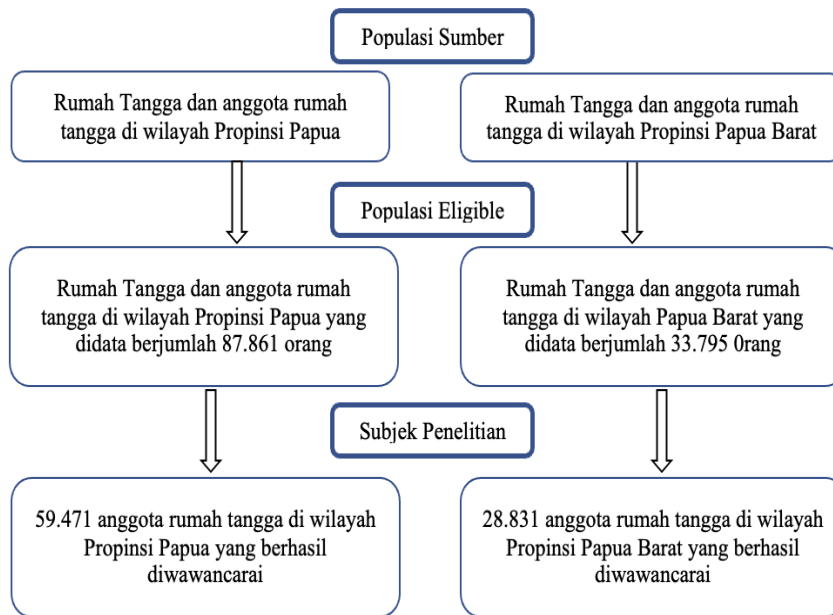 Populasi Sumber
Rumah Tangga dan anggota rumah
tangga di wilayah Propinsi Papua
Rumah Tangga dan anggota rumah
tangga di wilayah Propinsi Papua Barat
Populasi Eligible
Rumah Tangga dan anggota rumah
tangga di wilayah Propinsi Papua yang
didata berjumlah 87.861 orang
Rumah Tangga dan anggota rumah
tangga di wilayah Papua Barat yang
didata berjumlah 33.795 0rang
Subjek Penelitian
59.471 anggota rumah tangga di wilayah
Propinsi Papua yang berhasil
diwawancarai
28.831 anggota rumah tangga di wilayah
Propinsi Papua Barat yang berhasil
diwawancarai